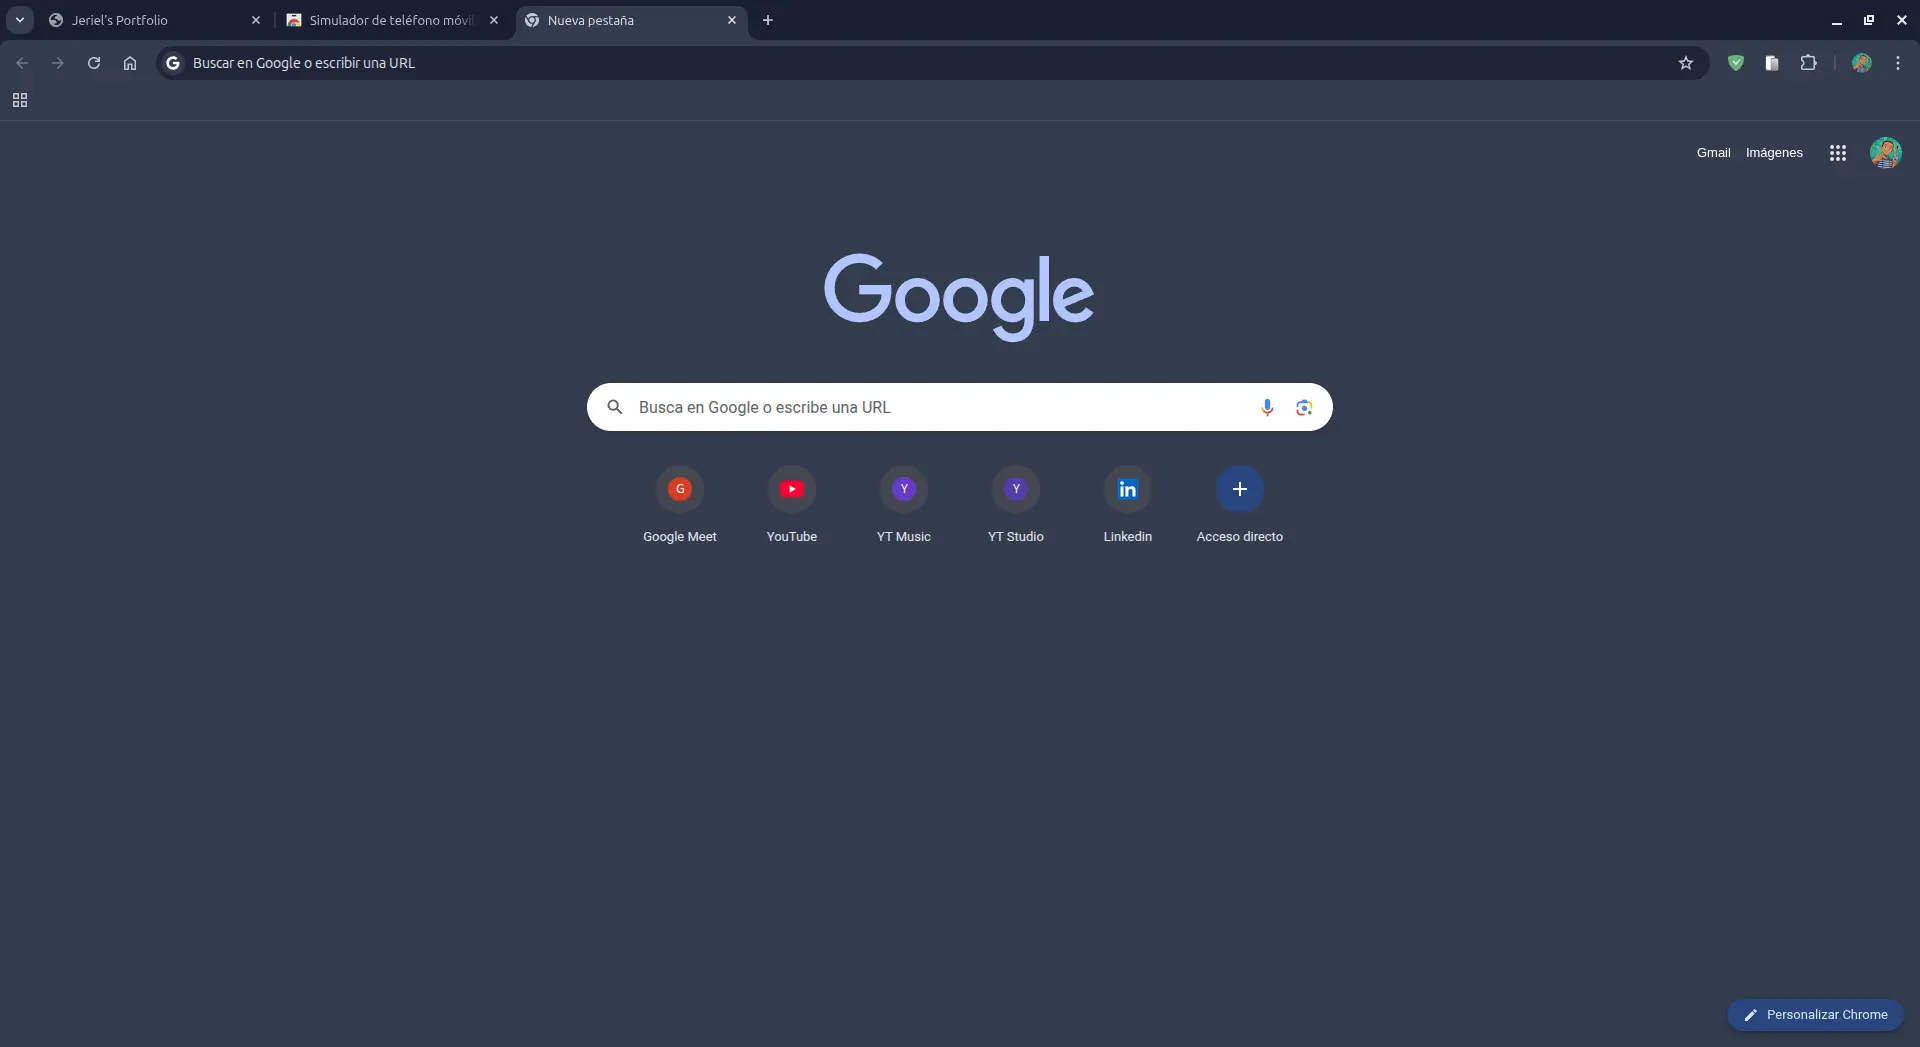 Jeriel's Portfolio
Simulador de teléfono móvil
Nueva pestaña
Buscar en Google o escribir una URL
Gmail Imágenes
Google
Busca en Google o escribe una URL
G Y Y in
Google Meet YouTube YT Music YT Studio Linkedin Acceso directo
Personalizar Chrome